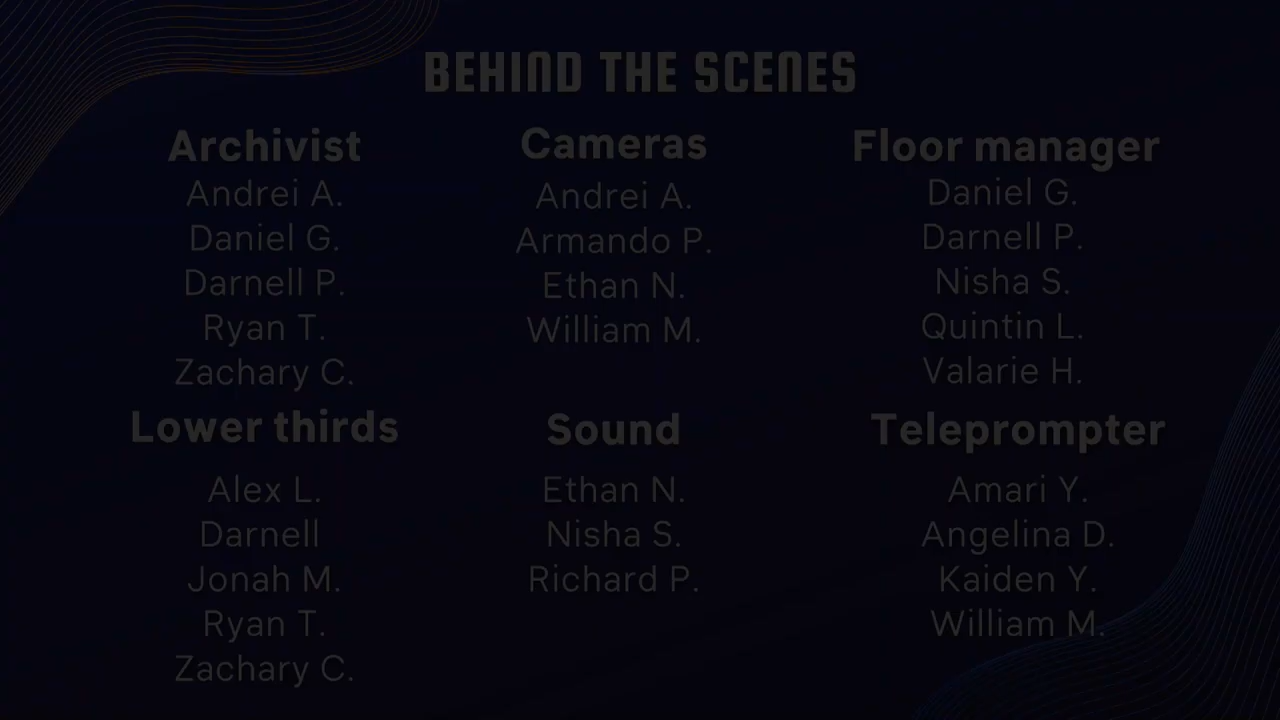 BEHIND THE SCENES
Archivist
Andrei A.
Daniel G.
Darnell P.
Ryan T.
Zachary C.
Cameras
Andrei A.
Armando P.
Ethan N.
William M.
Floor manager
Daniel G.
Darnell P.
Nisha S.
Quintin L.
Valarie H.
Lower thirds
Alex L.
Darnell
Jonah M.
Ryan T.
Zachary C.
Sound
Ethan N.
Nisha S.
Richard P.
Teleprompter
Amari Y.
Angelina D.
Kaiden Y.
William M.